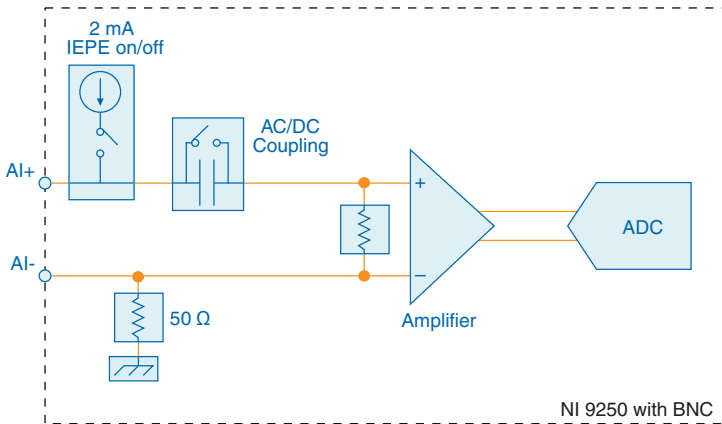 2 mA
IEPE on/off
AC/DC
Coupling
AI+
+
ADC
AI-
−
50 Ω
Amplifier
NI 9250 with BNC